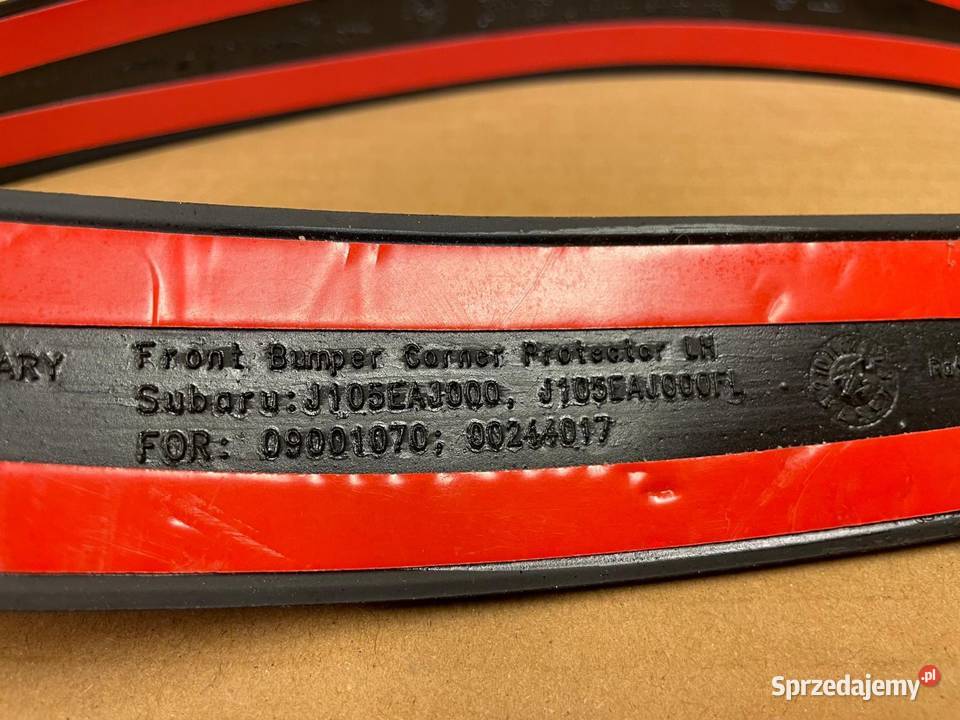 ARY
Front Bumper Corner Protector LH
Subaru: J105EAJ000, J105EAJ000FL
FOR: 09001070; 00244017
Sprzedajemy.pl